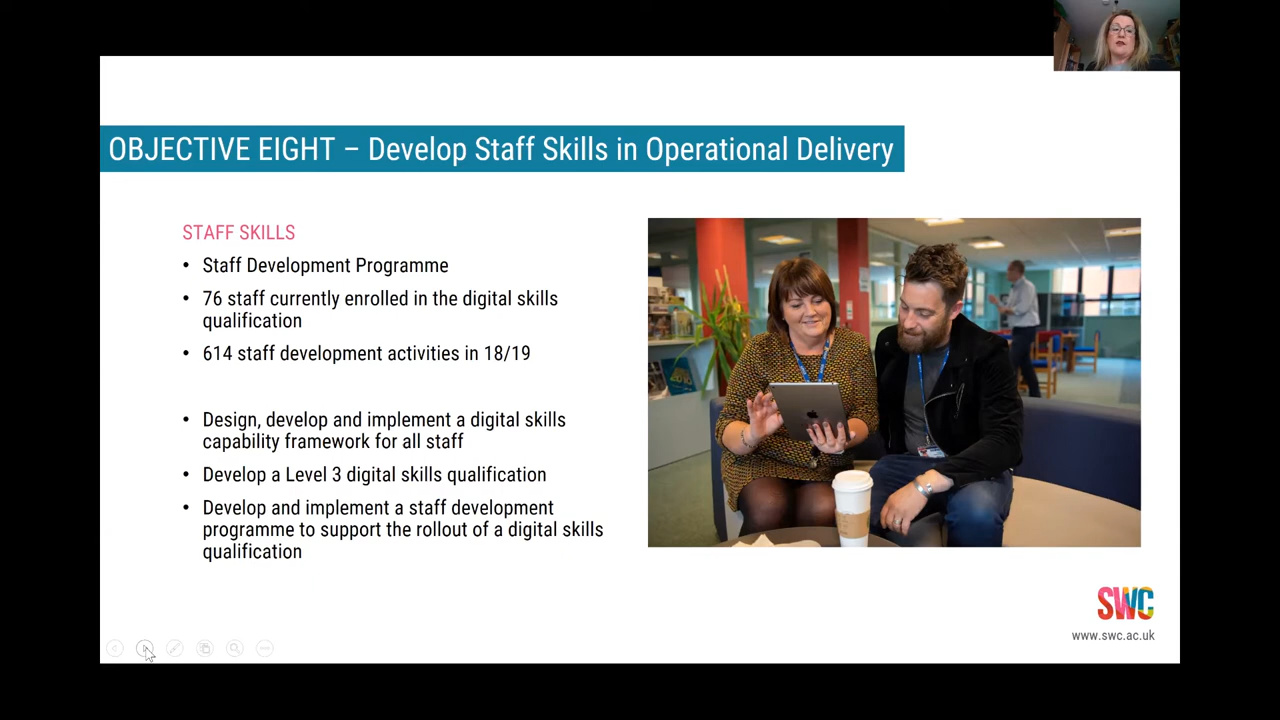 OBJECTIVE EIGHT – Develop Staff Skills in Operational Delivery
STAFF SKILLS
• Staff Development Programme
• 76 staff currently enrolled in the digital skills
qualification
• 614 staff development activities in 18/19
• Design, develop and implement a digital skills
capability framework for all staff
• Develop a Level 3 digital skills qualification
• Develop and implement a staff development
programme to support the rollout of a digital skills
qualification
SWC
www.swc.ac.uk